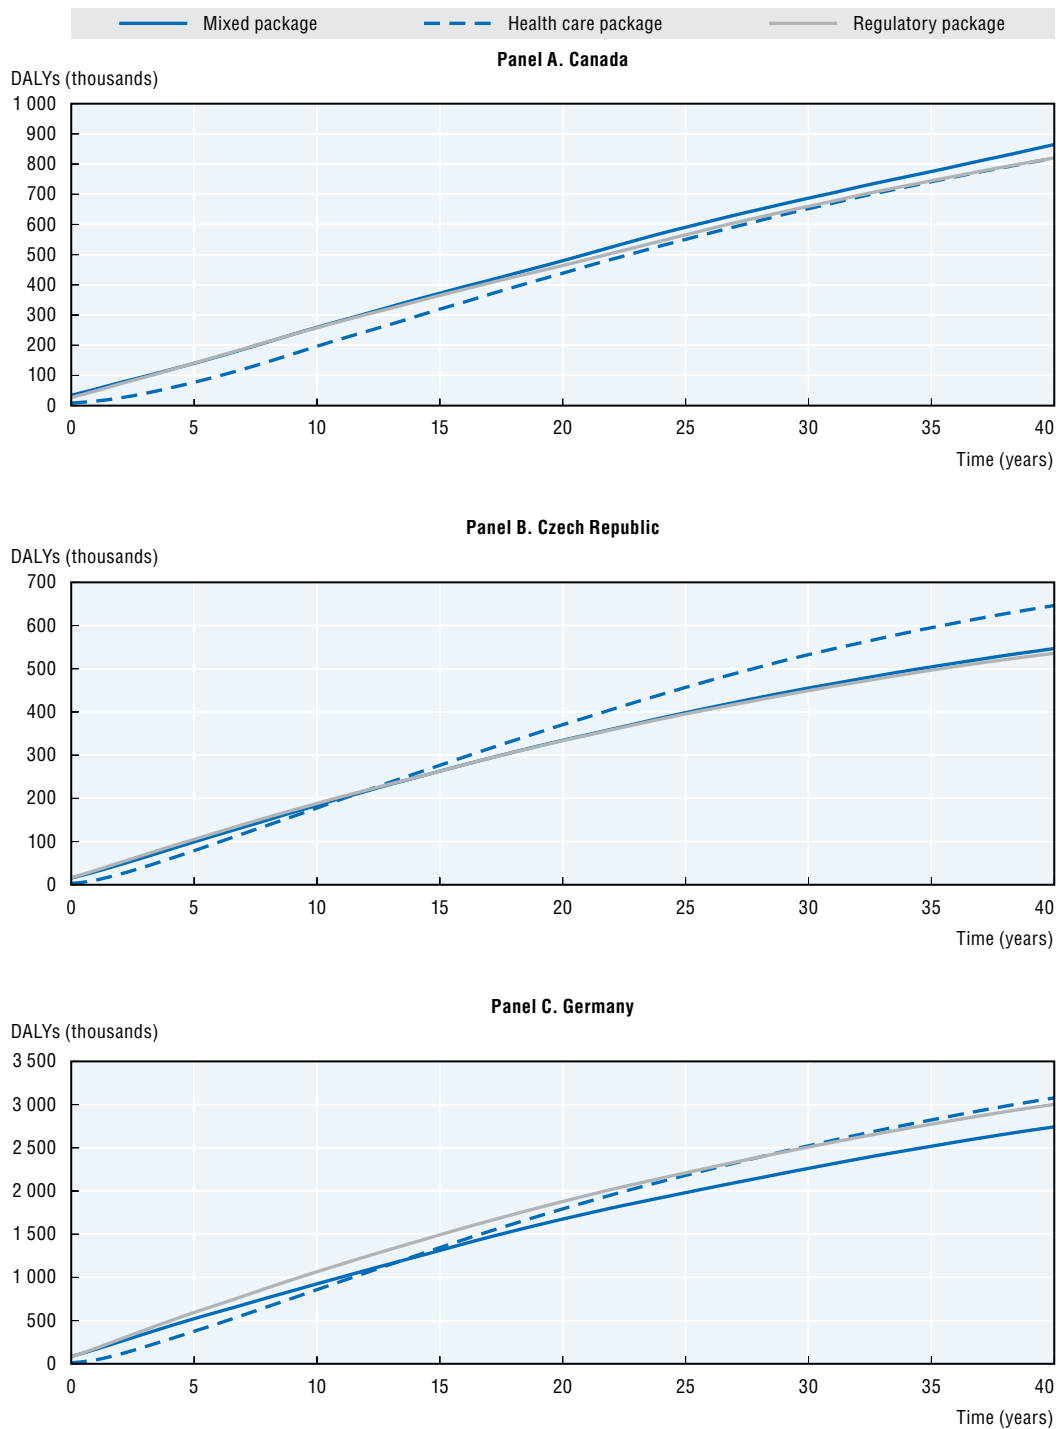 Mixed package Health care package Regulatory package
Panel A. Canada
DALYs (thousands)
1 000
900
800
700
600
500
400
300
200
100
0
0 5 10 15 20 25 30 35 40
Time (years)
Panel B. Czech Republic
DALYs (thousands)
700
600
500
400
300
200
100
0
0 5 10 15 20 25 30 35 40
Time (years)
Panel C. Germany
DALYs (thousands)
3 500
3 000
2 500
2 000
1 500
1 000
500
0
0 5 10 15 20 25 30 35 40
Time (years)